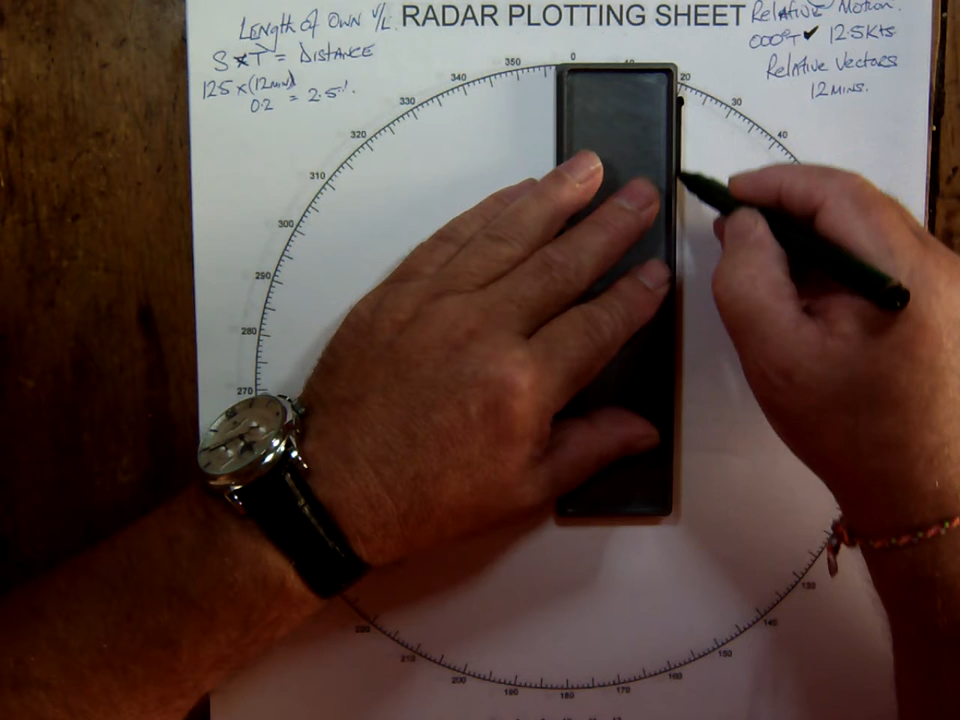 RADAR PLOTTING SHEET
Length of Own V/L.
S x T = Distance
12.5 x (12min)
0.2 = 2.5'.
Relative Motion.
000°T ✓ 12.5Kts
Relative Vectors
12 mins.
0
20
30
40
350
340
330
320
310
300
290
280
270
130
140
150
160
170
180
190
200
210
220